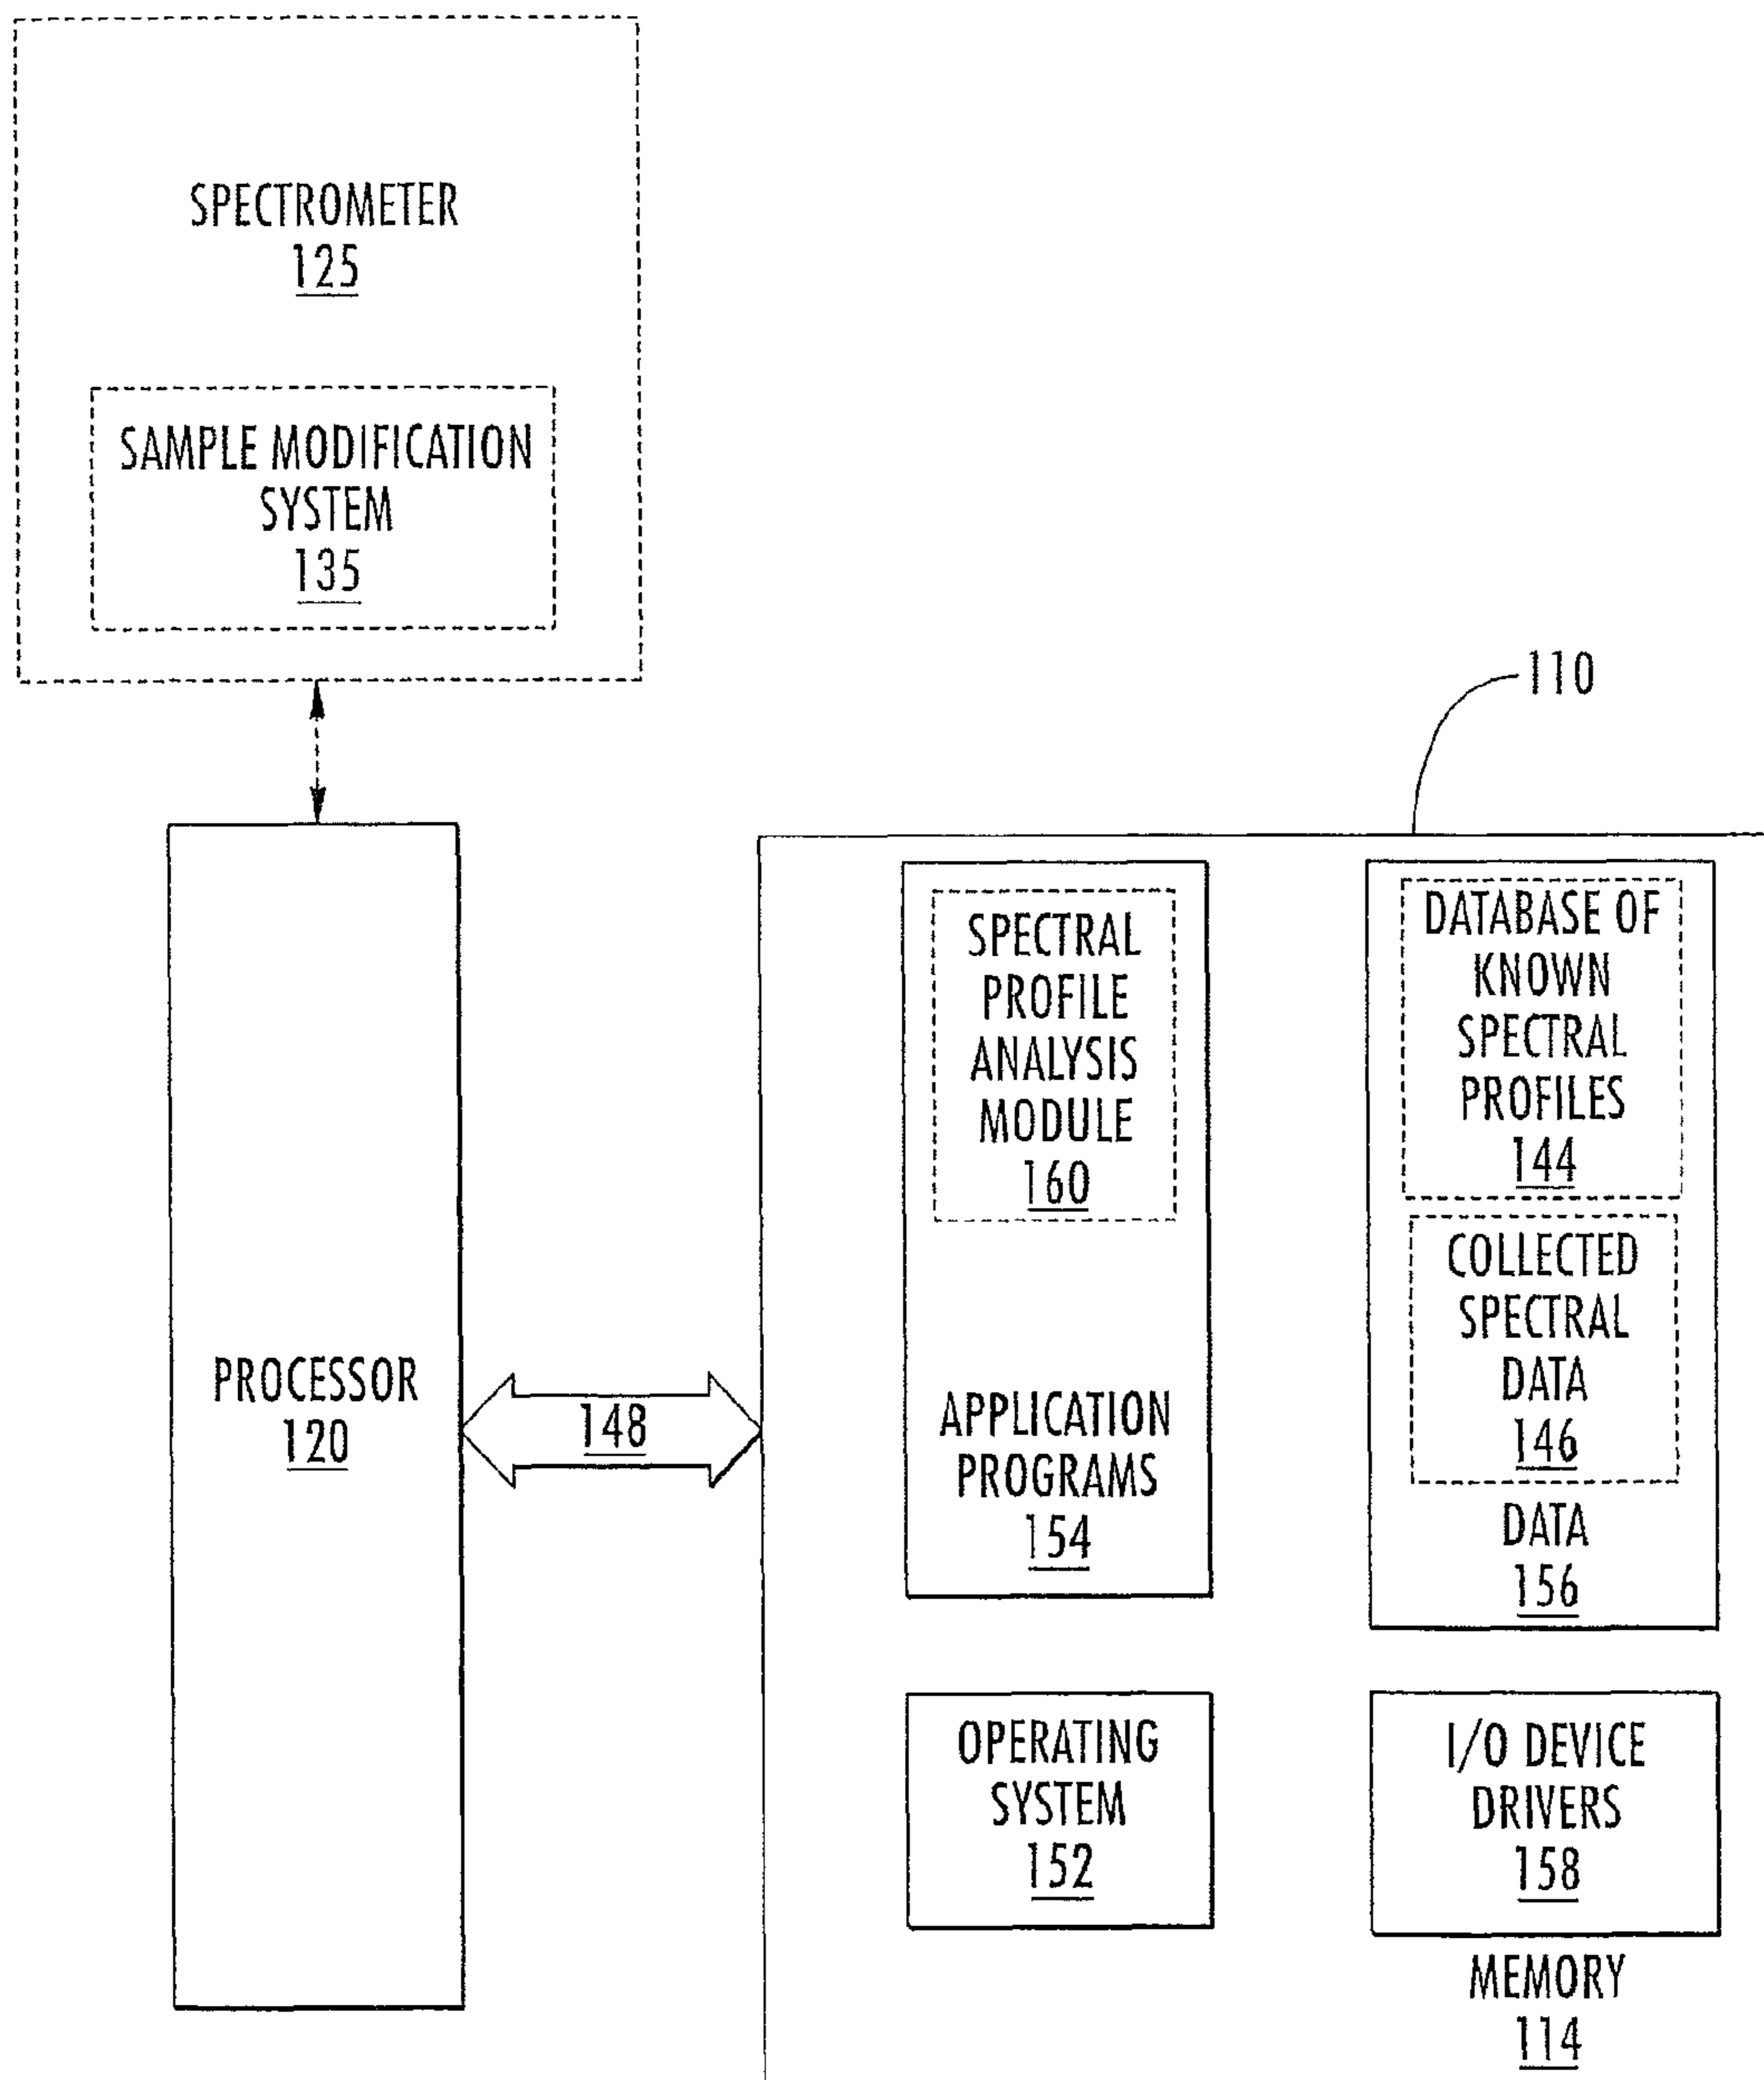 SPECTROMETER
125
SAMPLE MODIFICATION
SYSTEM
135
110
PROCESSOR
120
148
SPECTRAL
PROFILE
ANALYSIS
MODULE
160
APPLICATION
PROGRAMS
154
DATABASE OF
KNOWN
SPECTRAL
PROFILES
144
COLLECTED
SPECTRAL
DATA
146
DATA
156
OPERATING
SYSTEM
152
I/O DEVICE
DRIVERS
158
MEMORY
114